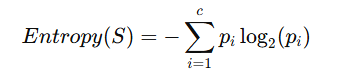 Entropy(S) = − ∑_{i=1}^{c} p_i log_2(p_i)